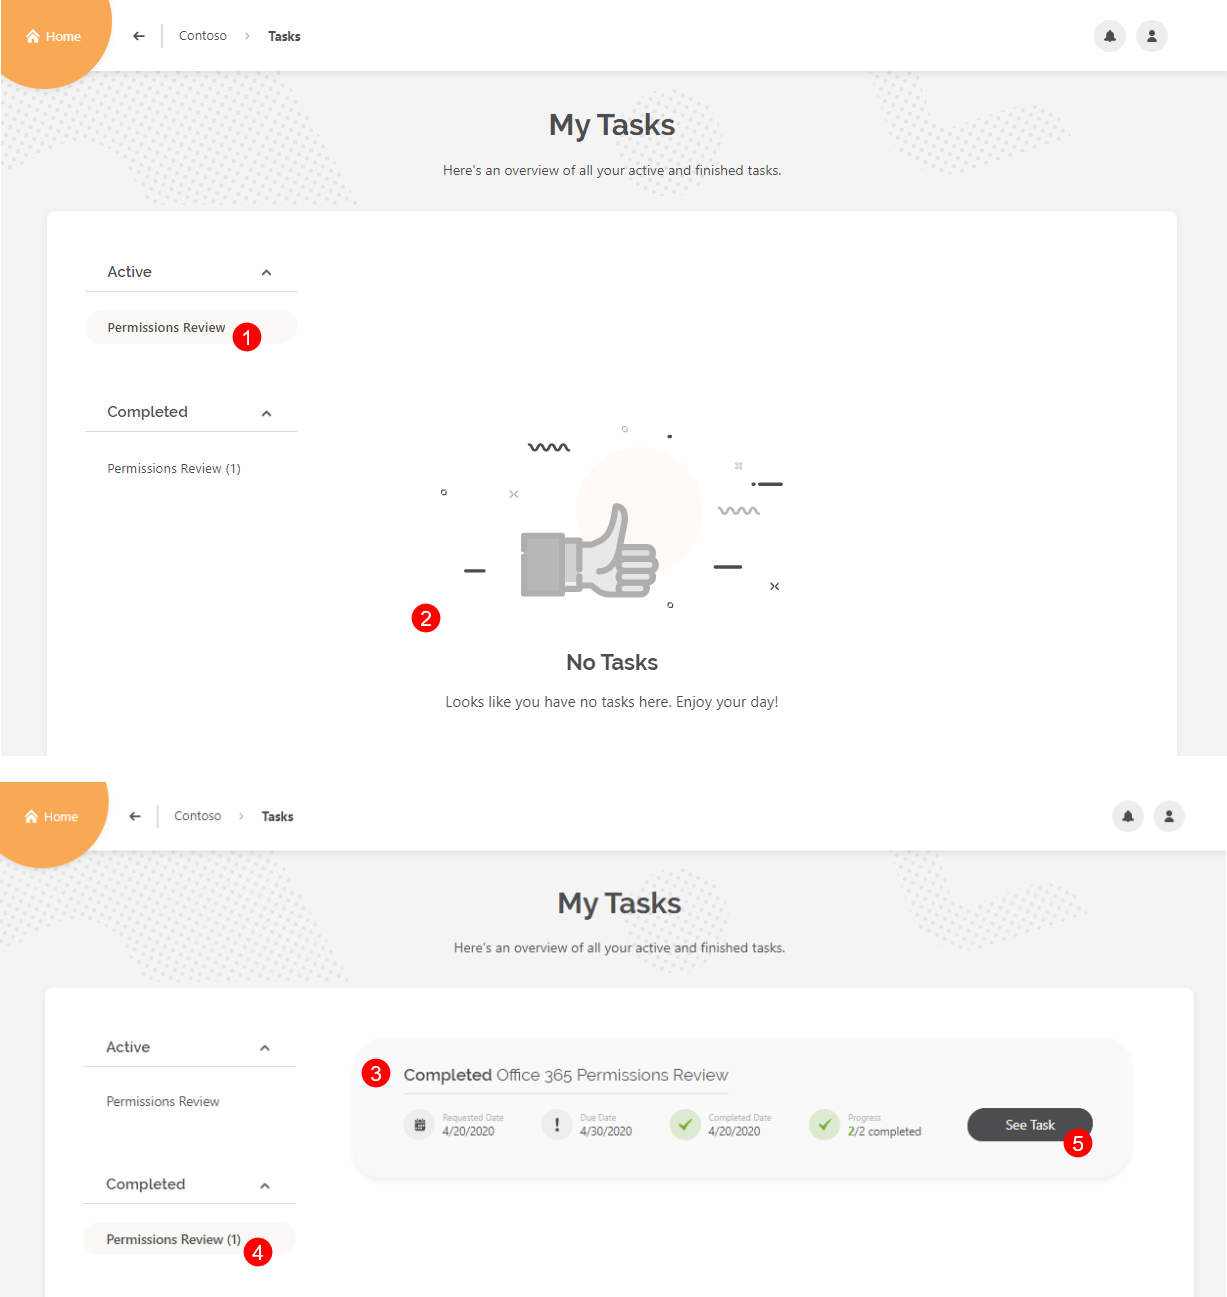 Home
Contoso > Tasks
My Tasks
Here's an overview of all your active and finished tasks.
Active
Permissions Review
1
Completed
Permissions Review (1)
2
No Tasks
Looks like you have no tasks here. Enjoy your day!
Home
Contoso > Tasks
My Tasks
Here's an overview of all your active and finished tasks.
Active
Permissions Review
Completed
Permissions Review (1)
4
3
Completed Office 365 Permissions Review
Requested Date
4/20/2020
Due Date
4/30/2020
Completed Date
4/20/2020
Progress
2/2 completed
See Task
5